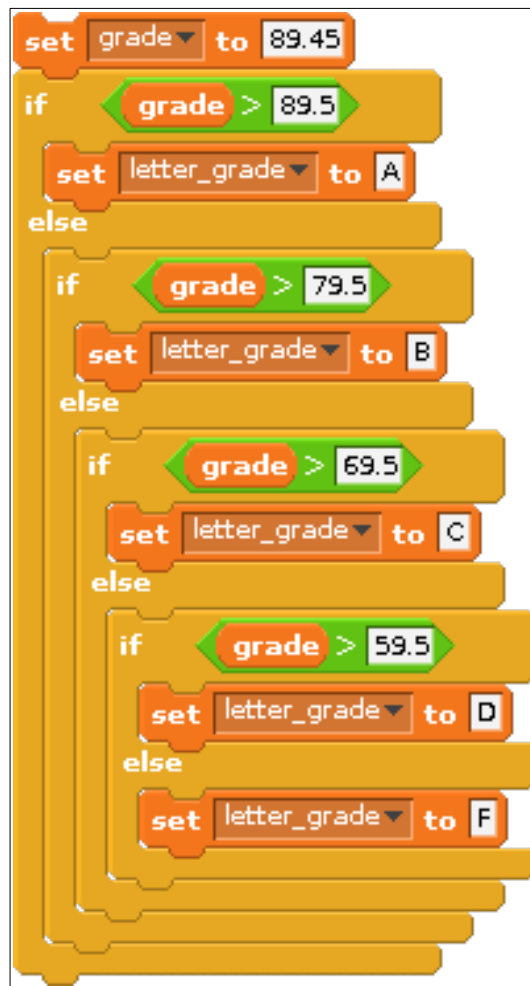 set grade to 89.45
if grade > 89.5
set letter_grade to A
else
if grade > 79.5
set letter_grade to B
else
if grade > 69.5
set letter_grade to C
else
if grade > 59.5
set letter_grade to D
else
set letter_grade to F